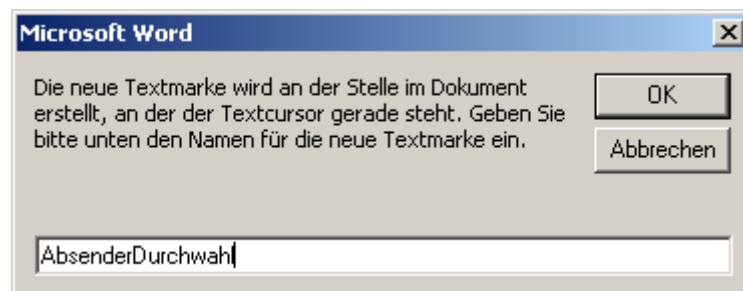 Microsoft Word
Die neue Textmarke wird an der Stelle im Dokument
erstellt, an der der Textcursor gerade steht. Geben Sie
bitte unten den Namen für die neue Textmarke ein.
OK
Abbrechen
AbsenderDurchwahl